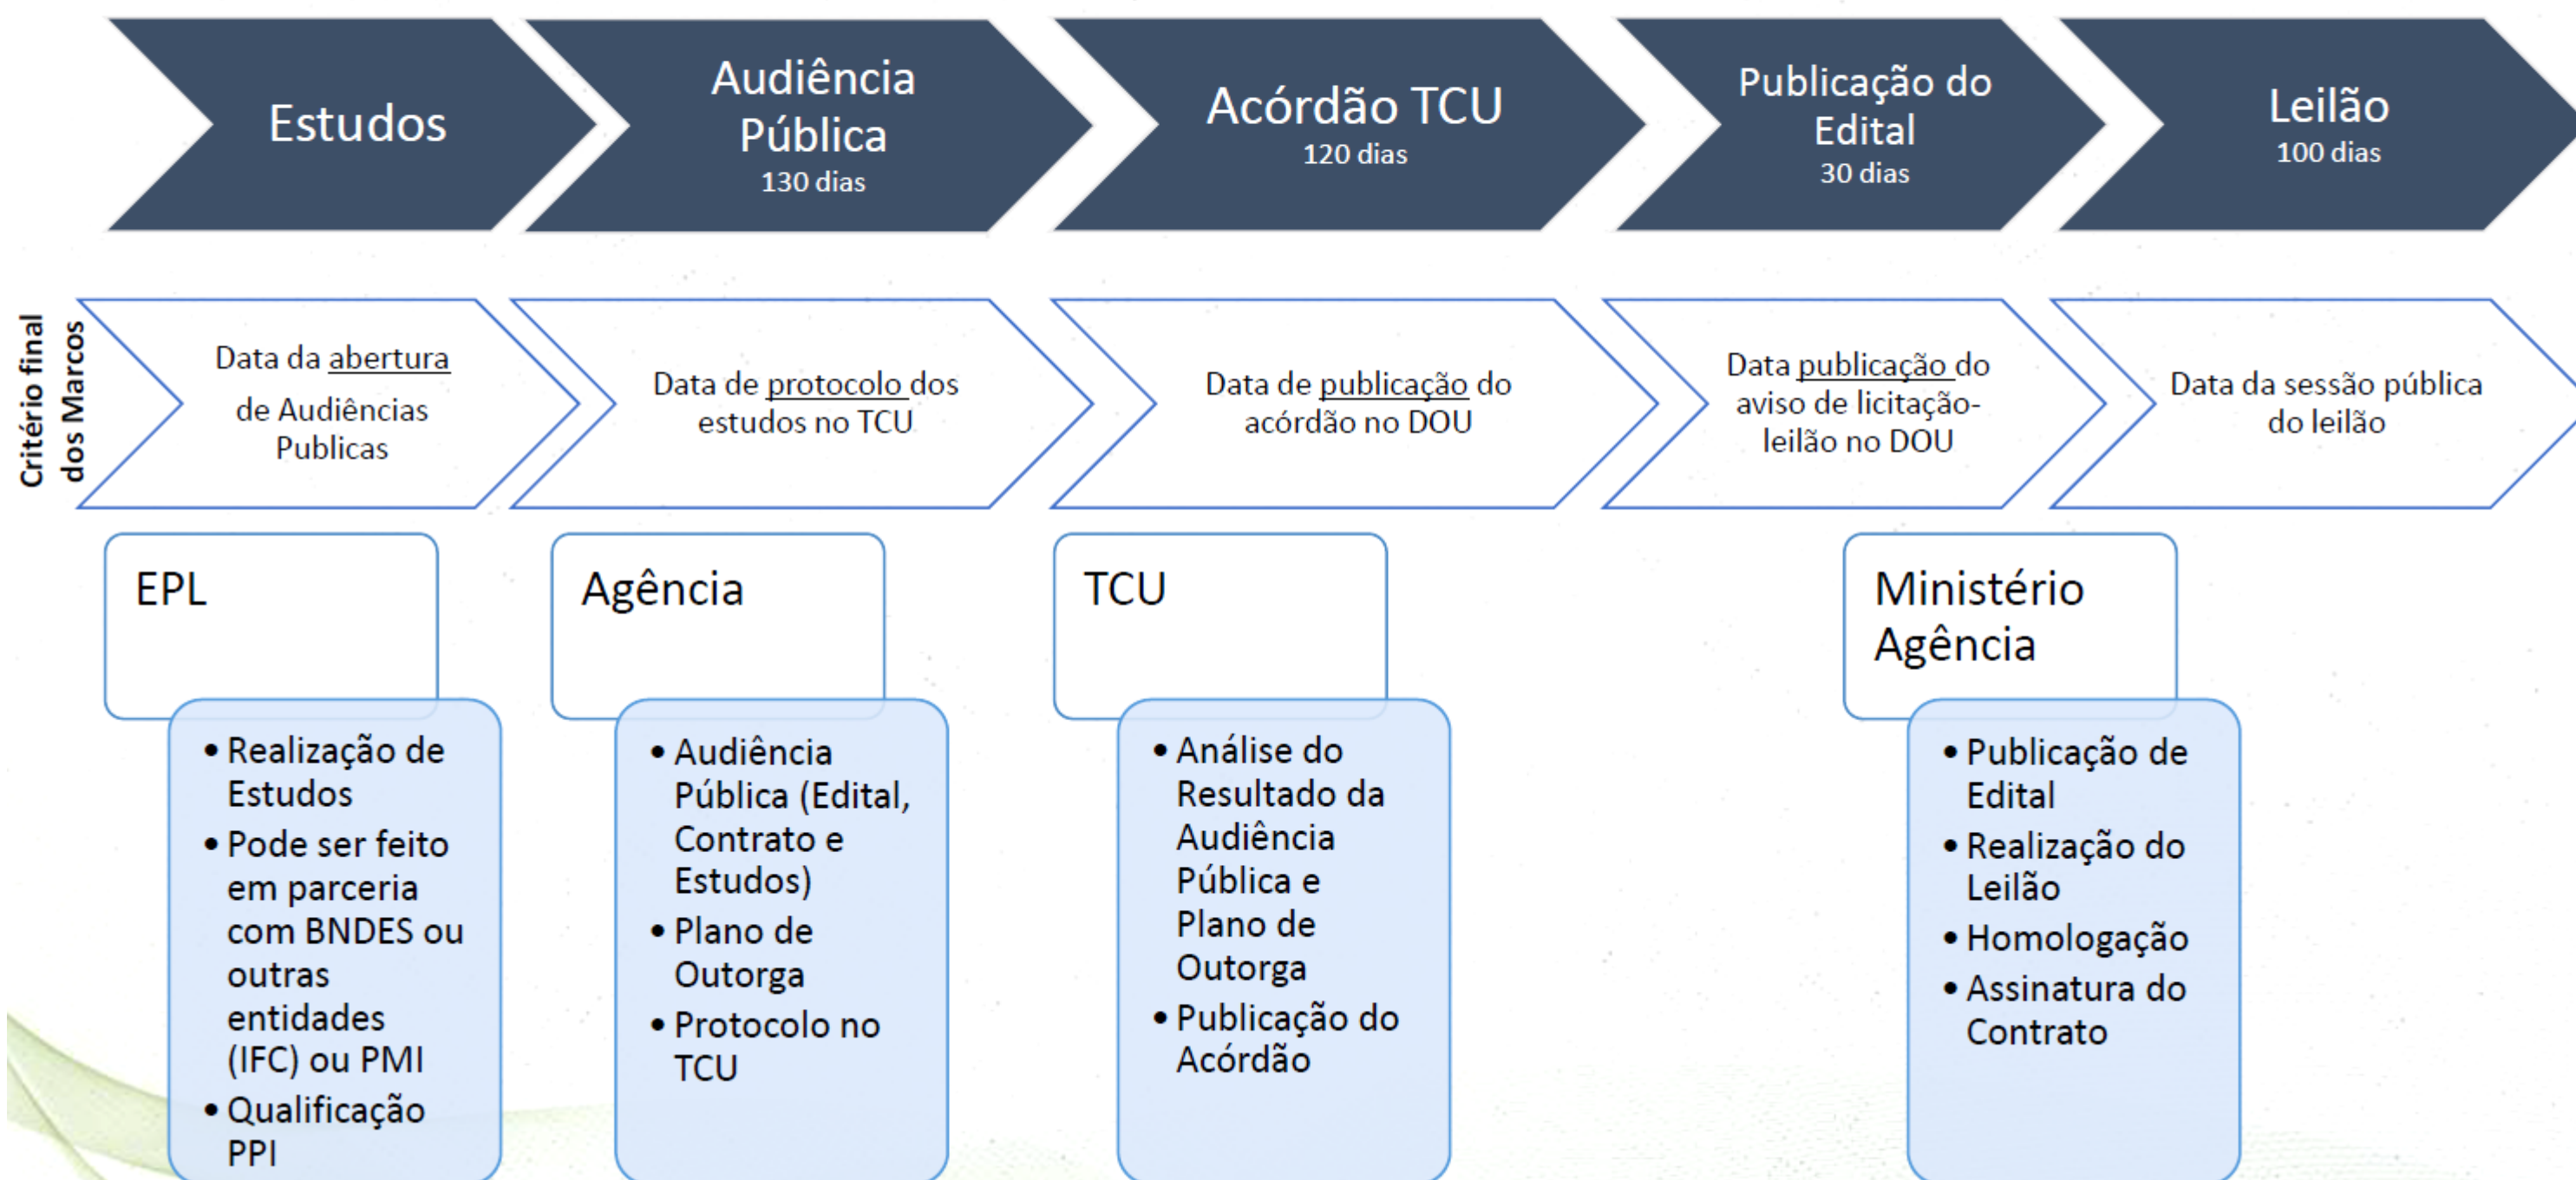 Estudos
Audiência
Pública
130 dias
Acórdão TCU
120 dias
Publicação do
Edital
30 dias
Leilão
100 dias
Critério final
dos Marcos
Data da abertura
de Audiências
Publicas
Data de protocolo dos
estudos no TCU
Data de publicação do
acórdão no DOU
Data publicação do
aviso de licitação-
leilão no DOU
Data da sessão pública
do leilão
EPL
• Realização de
Estudos
• Pode ser feito
em parceria
com BNDES ou
outras
entidades
(IFC) ou PMI
• Qualificação
PPI
Agência
• Audiência
Pública (Edital,
Contrato e
Estudos)
• Plano de
Outorga
• Protocolo no
TCU
TCU
• Análise do
Resultado da
Audiência
Pública e
Plano de
Outorga
• Publicação do
Acórdão
Ministério
Agência
• Publicação de
Edital
• Realização do
Leilão
• Homologação
• Assinatura do
Contrato